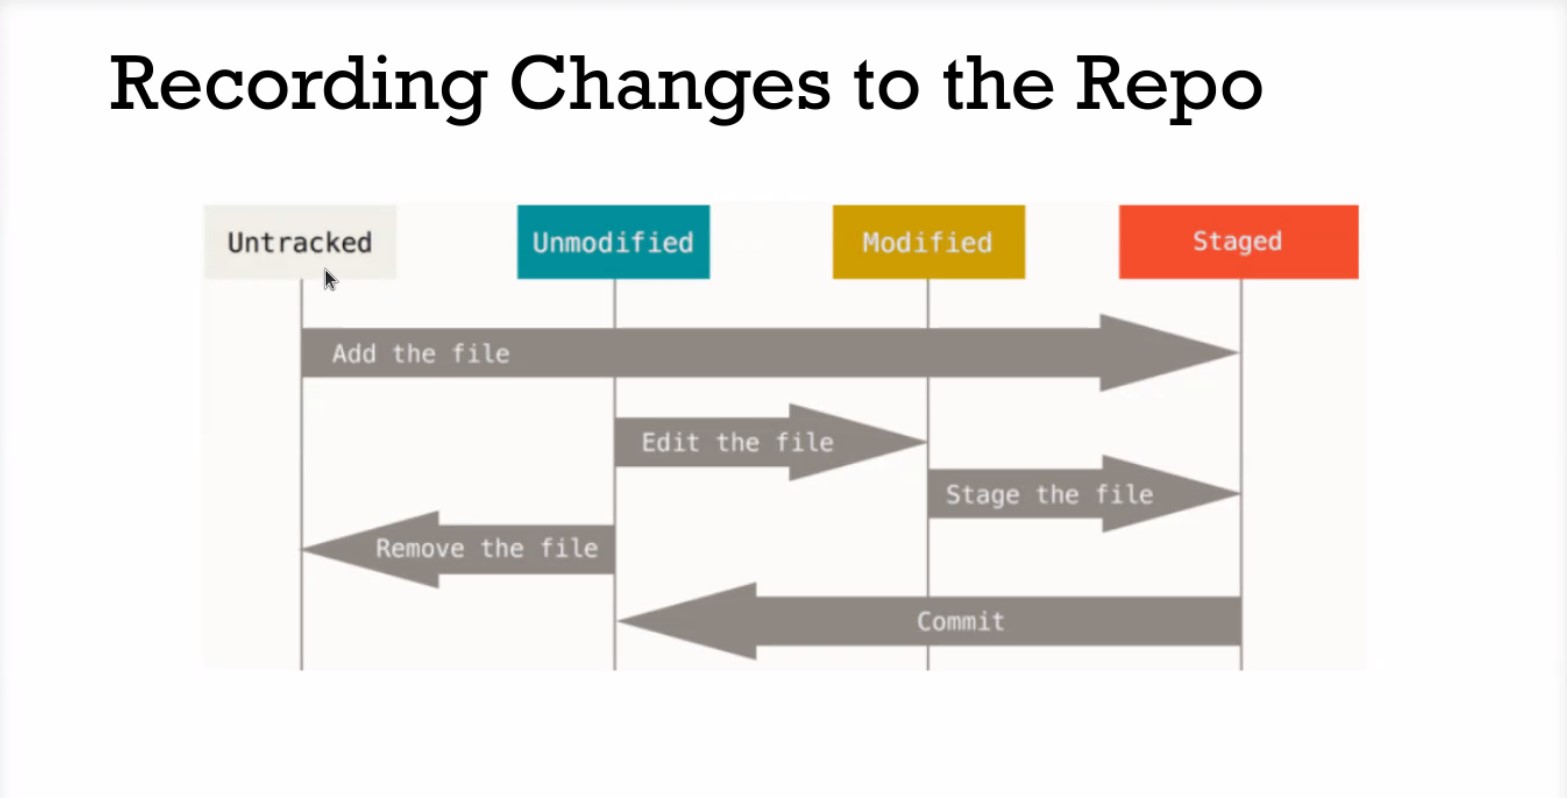 Recording Changes to the Repo
Untracked
Unmodified
Modified
Staged
Add the file
Edit the file
Stage the file
Remove the file
Commit